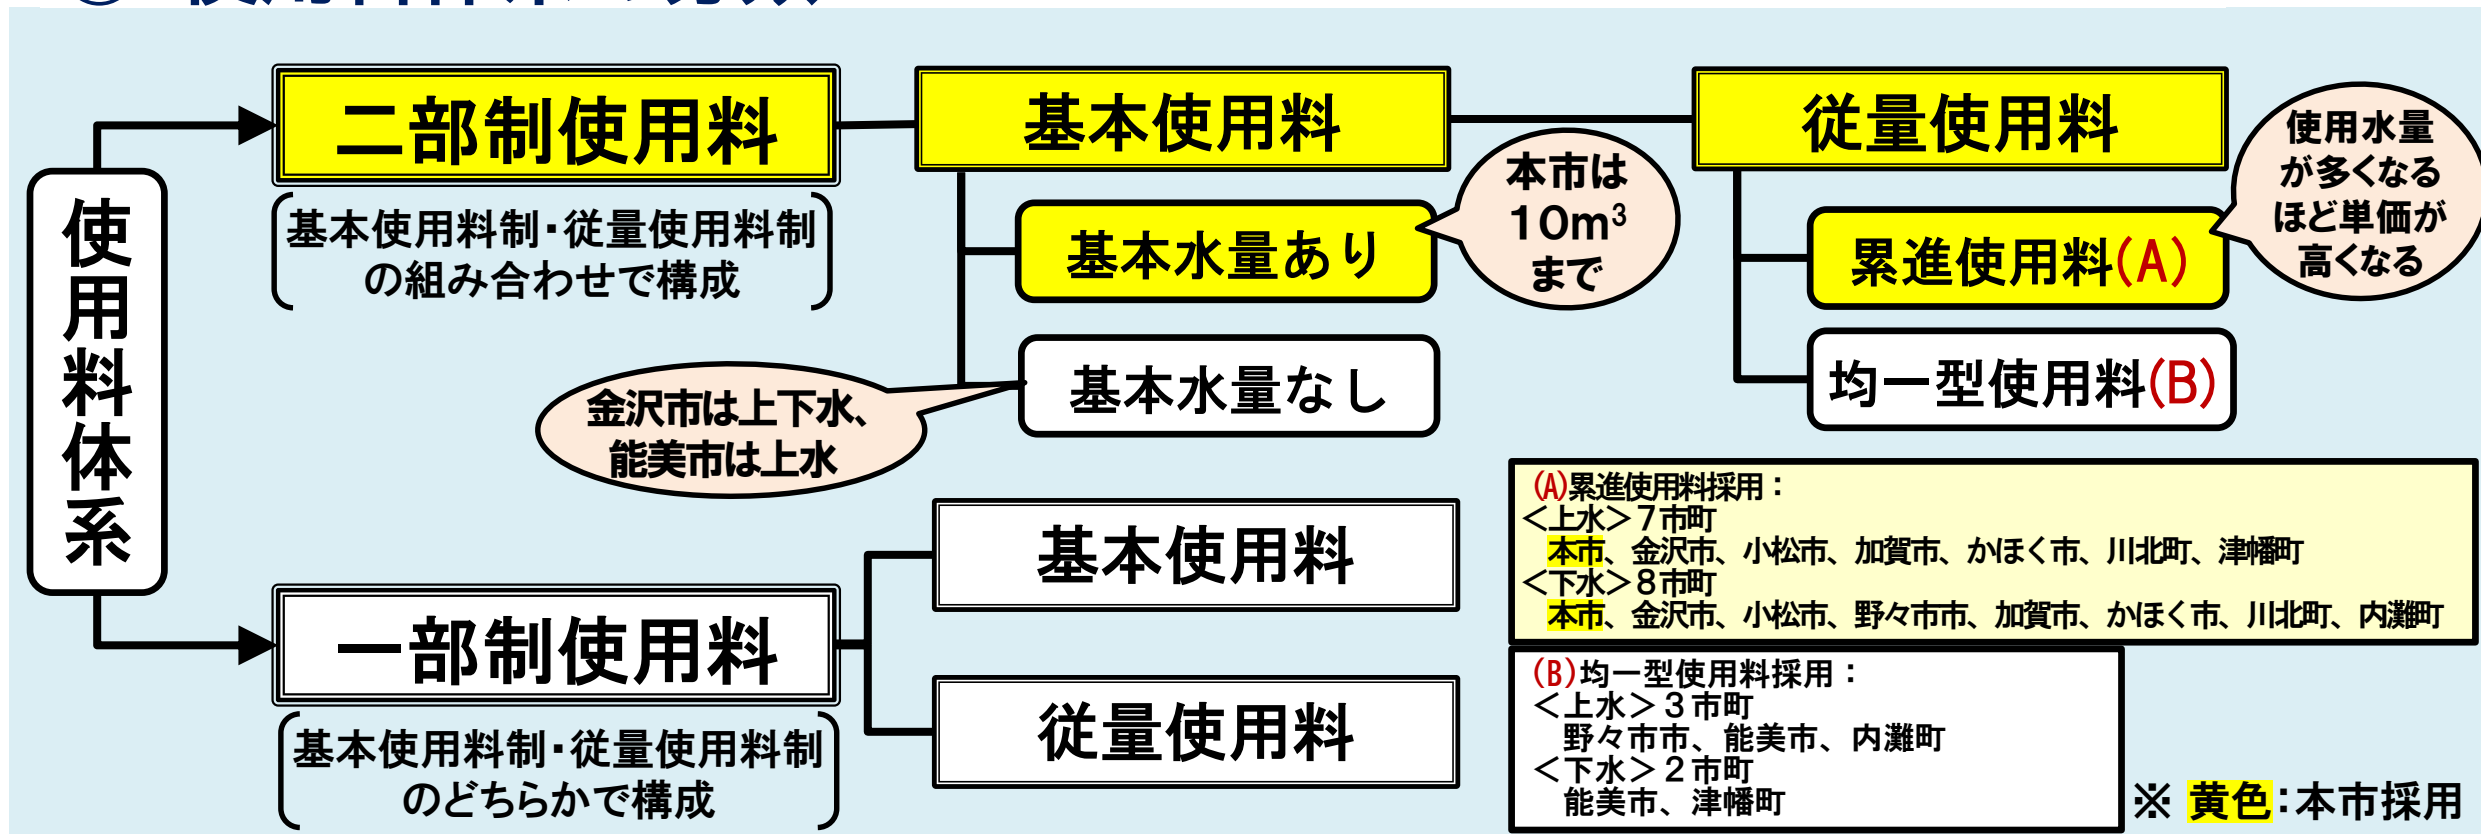 使用料体系
二部制使用料
基本使用料制・従量使用料制
の組み合わせで構成
基本使用料
基本水量あり
本市は
10m³
まで
基本水量なし
金沢市は上下水、
能美市は上水
従量使用料
累進使用料(A)
使用水量
が多くなる
ほど単価が
高くなる
均一型使用料(B)
一部制使用料
基本使用料制・従量使用料制
のどちらかで構成
基本使用料
従量使用料
(A)累進使用料採用：
＜上水＞７市町
本市、金沢市、小松市、加賀市、かほく市、川北町、津幡町
＜下水＞８市町
本市、金沢市、小松市、野々市市、加賀市、かほく市、川北町、内灘町
(B)均一型使用料採用：
＜上水＞３市町
野々市市、能美市、内灘町
＜下水＞２市町
能美市、津幡町
※ 黄色：本市採用